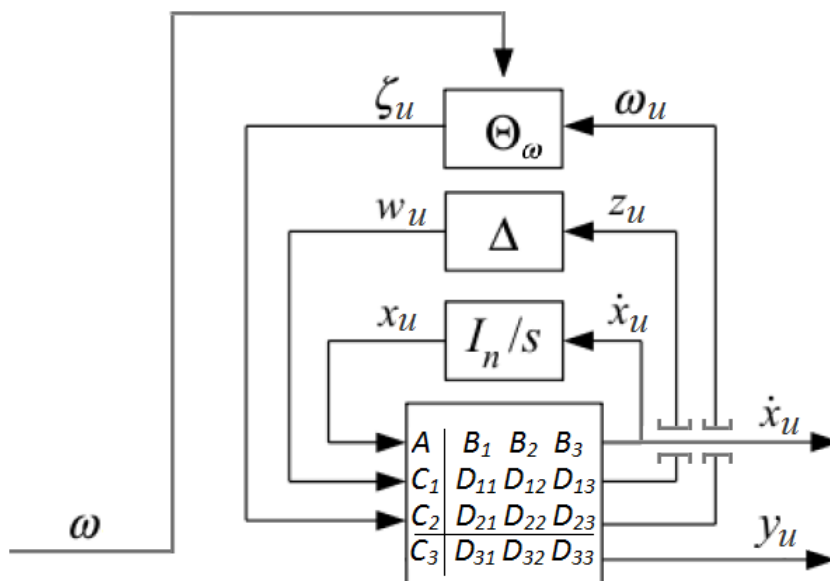 ζᵤ
ωᵤ
Θ_ω
wᵤ
zᵤ
Δ
xᵤ
ẋᵤ
Iₙ/s
ẋᵤ
A B₁ B₂ B₃
C₁ D₁₁ D₁₂ D₁₃
C₂ D₂₁ D₂₂ D₂₃
C₃ D₃₁ D₃₂ D₃₃
ω
yᵤ